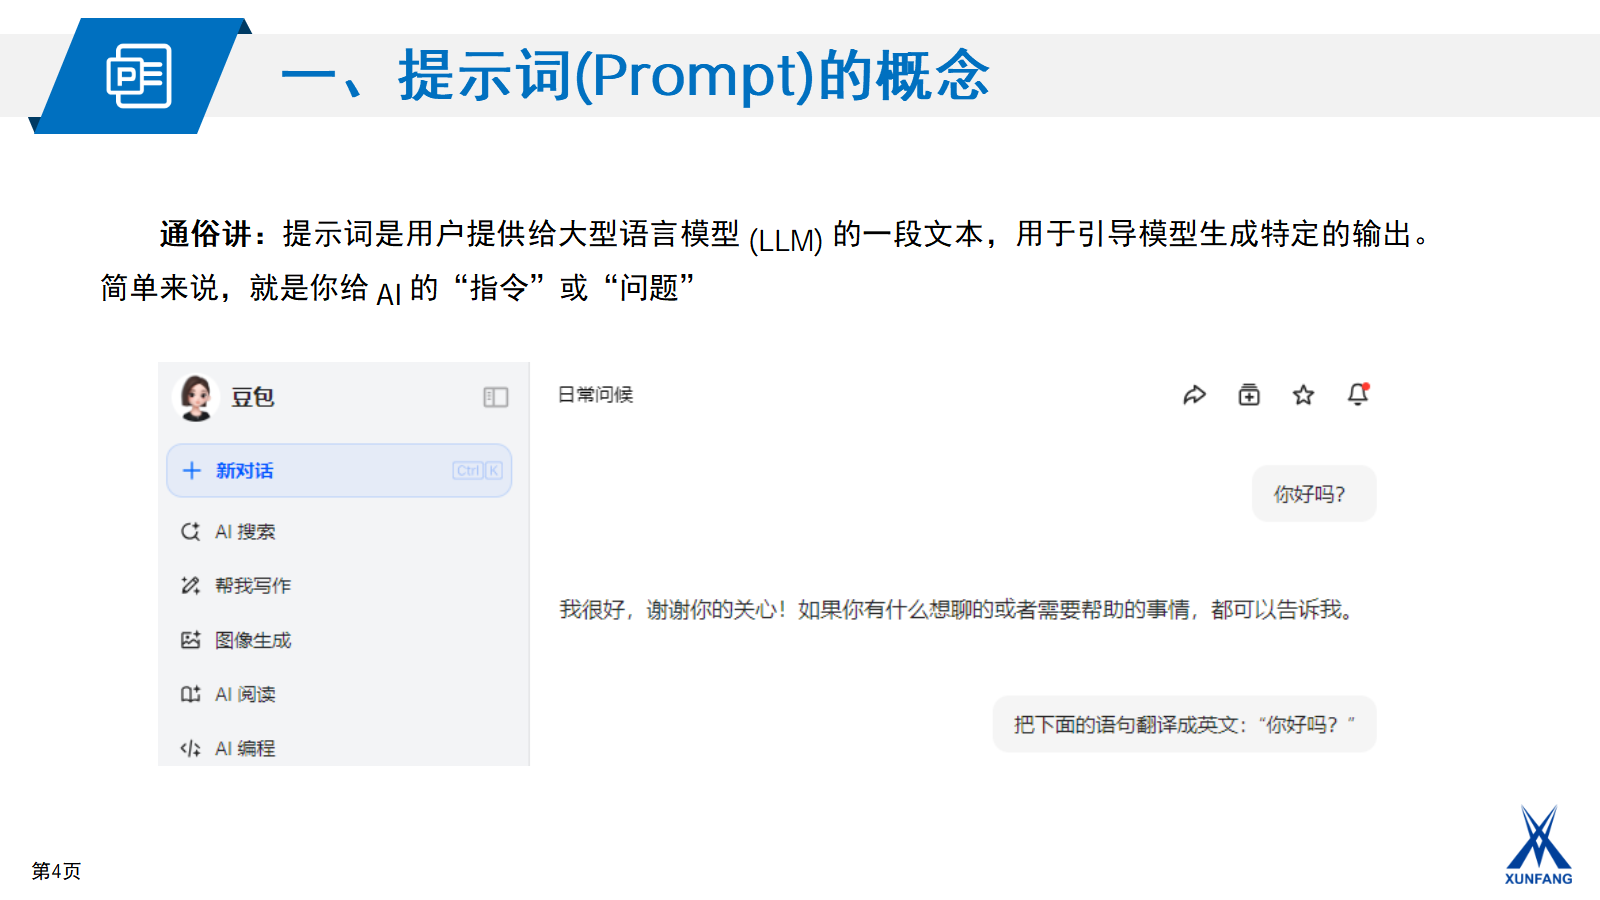 一、提示词(Prompt)的概念
通俗讲：提示词是用户提供给大型语言模型 (LLM) 的一段文本，用于引导模型生成特定的输出。
简单来说，就是你给 AI 的“指令”或“问题”
豆包
日常问候
新对话 Ctrl K
你好吗？
AI 搜索
帮我写作
我很好，谢谢你的关心！如果你有什么想聊的或者需要帮助的事情，都可以告诉我。
图像生成
AI 阅读
把下面的语句翻译成英文：“你好吗？”
AI 编程
第4页
XUNFANG